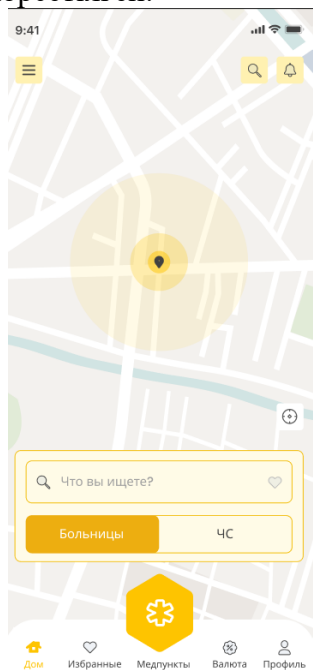 9:41
Что вы ищете?
Больницы
ЧС
Дом
Избранные
Медпункты
Валюта
Профиль